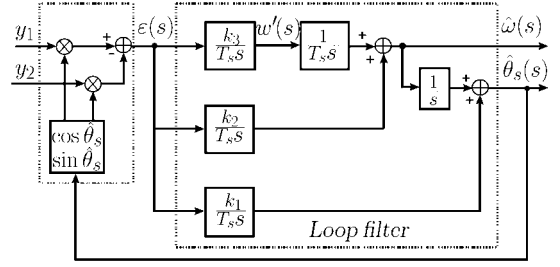 y₁
ε(s)
w′(s)
ω̂(s)
y₂
+
-
k₃
Tₛs
1
Tₛs
+
+
θ̂ₛ(s)
1
s
+
+
k₂
Tₛs
cos θ̂ₛ
sin θ̂ₛ
k₁
Tₛs
Loop filter